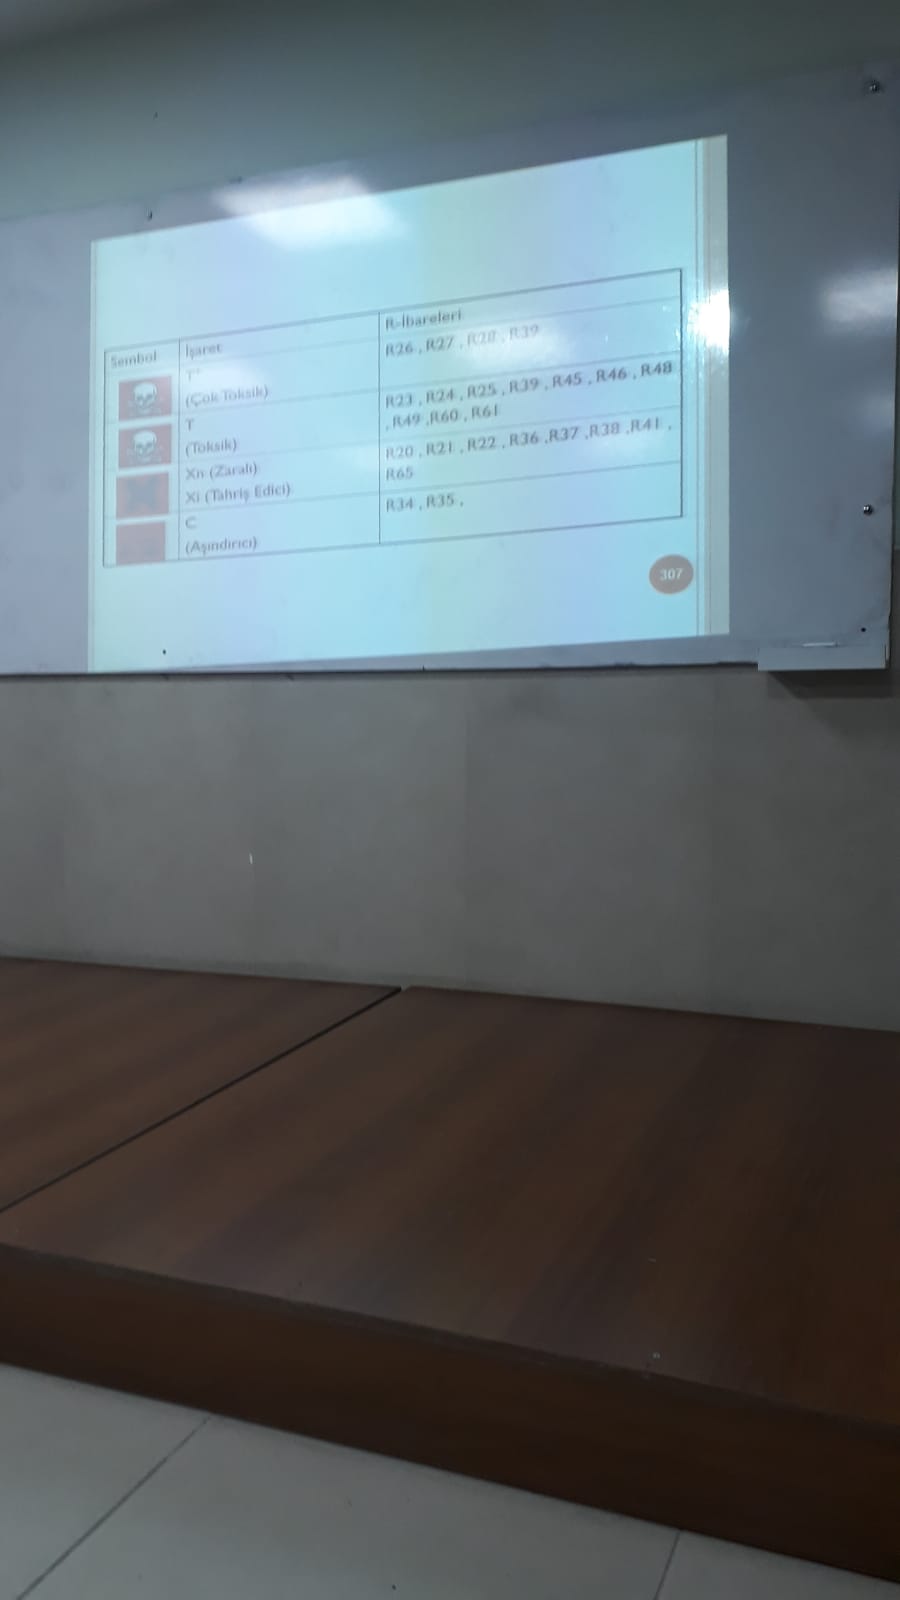 Sembol İşaret R-İbareleri
T+
(Çok Toksik)
R26 , R27 , R28 , R39
T
(Toksik)
R23 , R24 , R25 , R39 , R45 , R46 , R48
, R49 ,R60 , R61
Xn (Zaralı)
Xi (Tahriş Edici)
R20 , R21 , R22 , R36 ,R37 ,R38 ,R41 ,
R65
C
(Aşındırıcı)
R34 , R35 ,
307